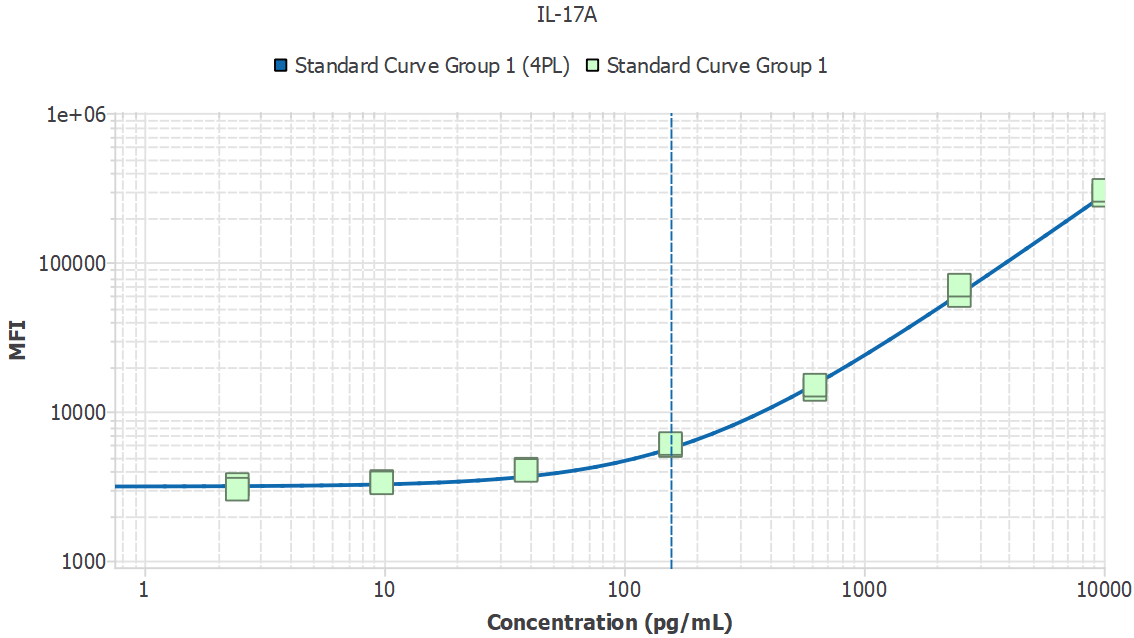 IL-17A
Standard Curve Group 1 (4PL) Standard Curve Group 1
1e+06
100000
10000
1000
MFI
1 10 100 1000 10000
Concentration (pg/mL)